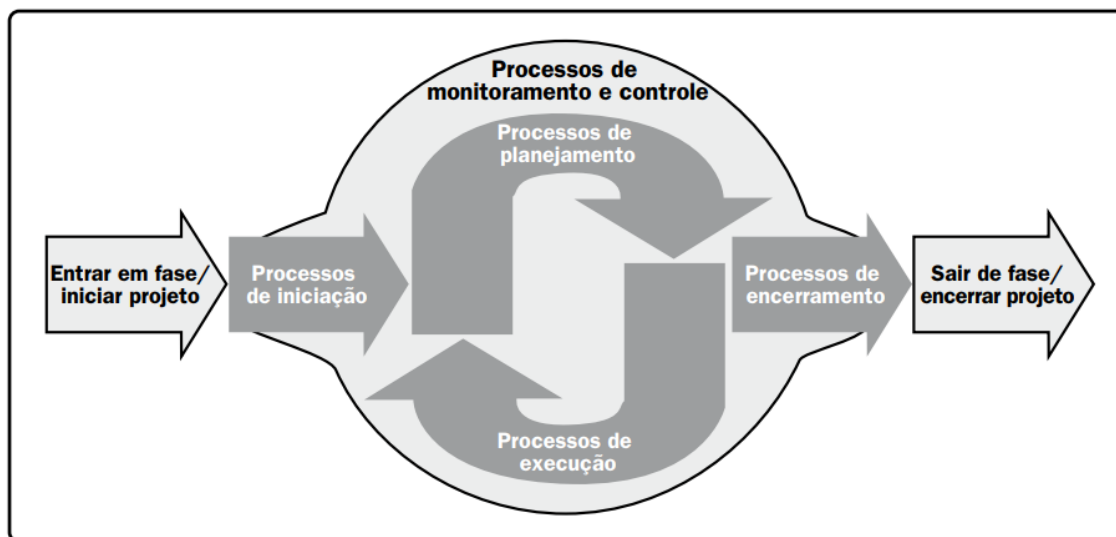 Processos de
monitoramento e controle
Processos de
planejamento
Entrar em fase/
iniciar projeto
Processos
de iniciação
Processos de
encerramento
Sair de fase/
encerrar projeto
Processos de
execução